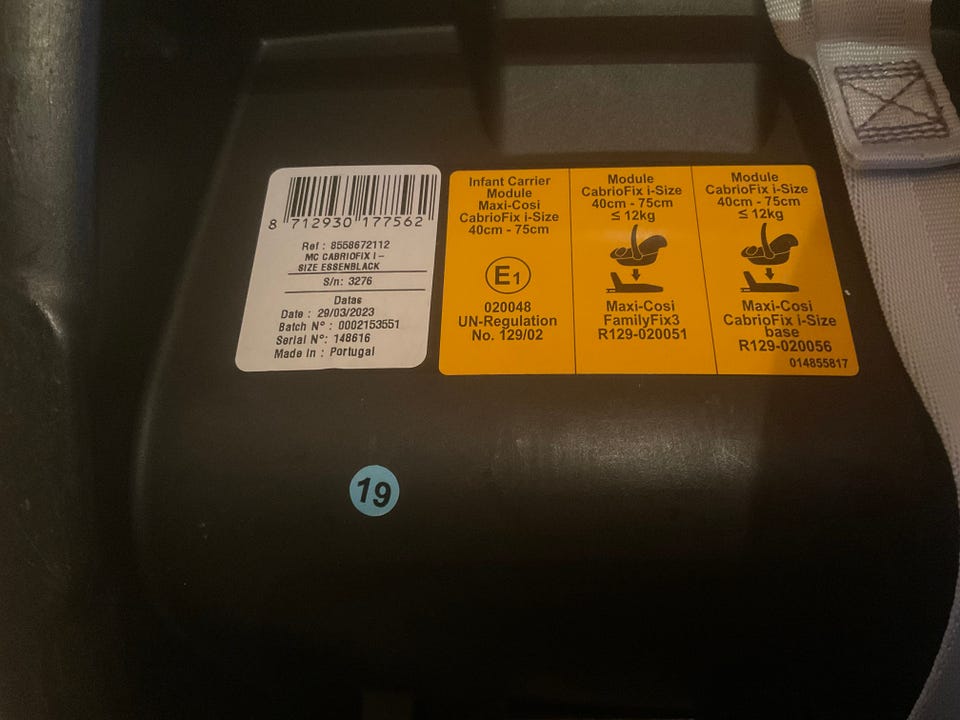 8 712930 177562
Ref : 8558672112
MC CABRIOFIX I-
SIZE ESSENBLACK
S/n: 3276
Datas
Date : 29/03/2023
Batch Nº : 0002153551
Serial Nº: 148616
Made in : Portugal
Infant Carrier
Module
Maxi-Cosi
CabrioFix i-Size
40cm - 75cm
E1
020048
UN-Regulation
No. 129/02
Module
CabrioFix i-Size
40cm - 75cm
≤ 12kg
Maxi-Cosi
FamilyFix3
R129-020051
Module
CabrioFix i-Size
40cm - 75cm
≤ 12kg
Maxi-Cosi
CabrioFix i-Size
base
R129-020056
014855817
19